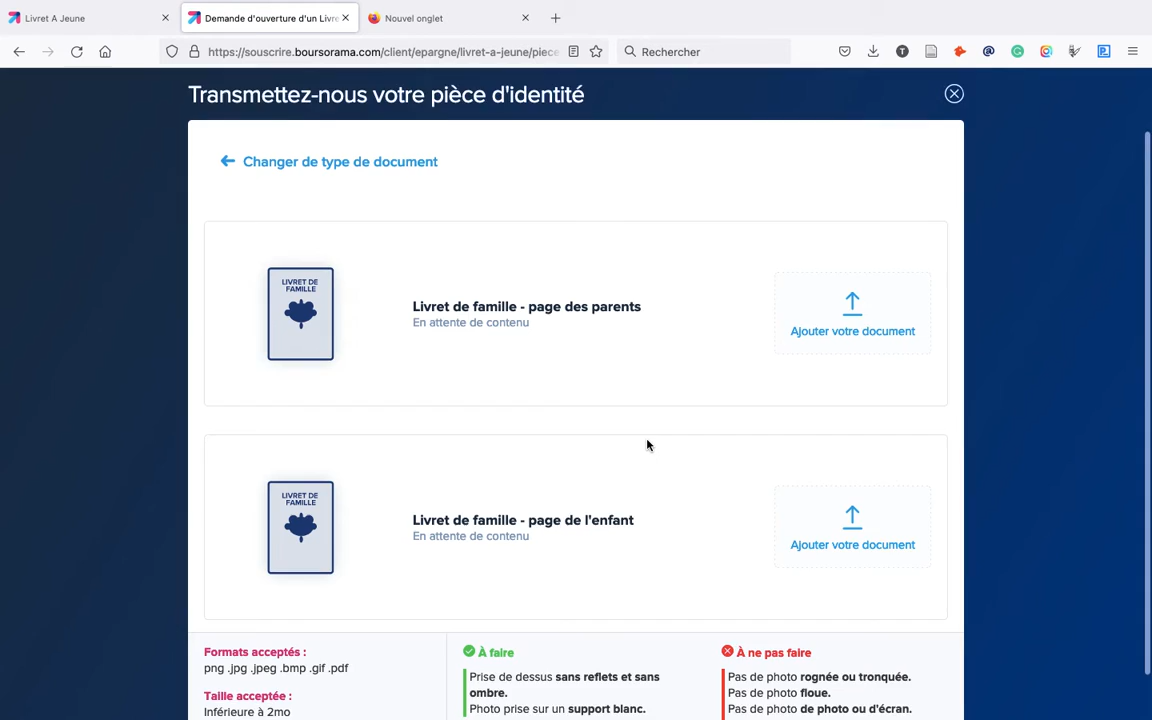 Livret A Jeune
Demande d'ouverture d'un Livre
Nouvel onglet
https://souscrire.boursorama.com/client/epargne/livret-a-jeune/piece
Rechercher
Transmettez-nous votre pièce d'identité
Changer de type de document
LIVRET DE
FAMILLE
Livret de famille - page des parents
En attente de contenu
Ajouter votre document
LIVRET DE
FAMILLE
Livret de famille - page de l'enfant
En attente de contenu
Ajouter votre document
Formats acceptés :
png .jpg .jpeg .bmp .gif .pdf
Taille acceptée :
Inférieure à 2mo
À faire
Prise de dessus sans reflets et sans
ombre.
Photo prise sur un support blanc.
À ne pas faire
Pas de photo rognée ou tronquée.
Pas de photo floue.
Pas de photo de photo ou d'écran.